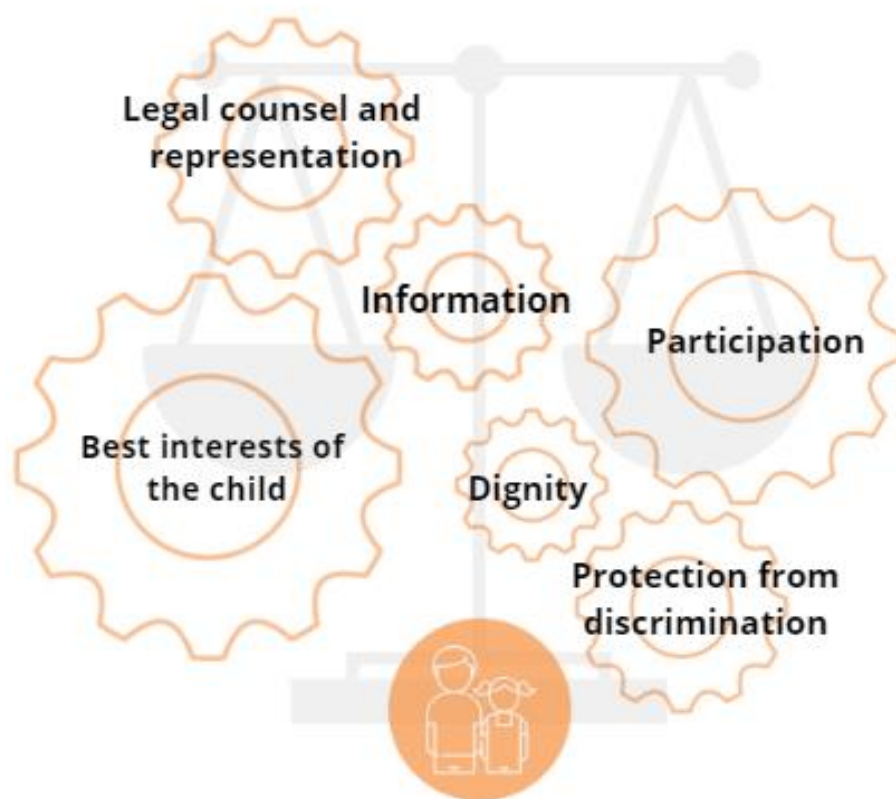 Legal counsel and
representation
Information
Participation
Best interests of
the child
Dignity
Protection from
discrimination